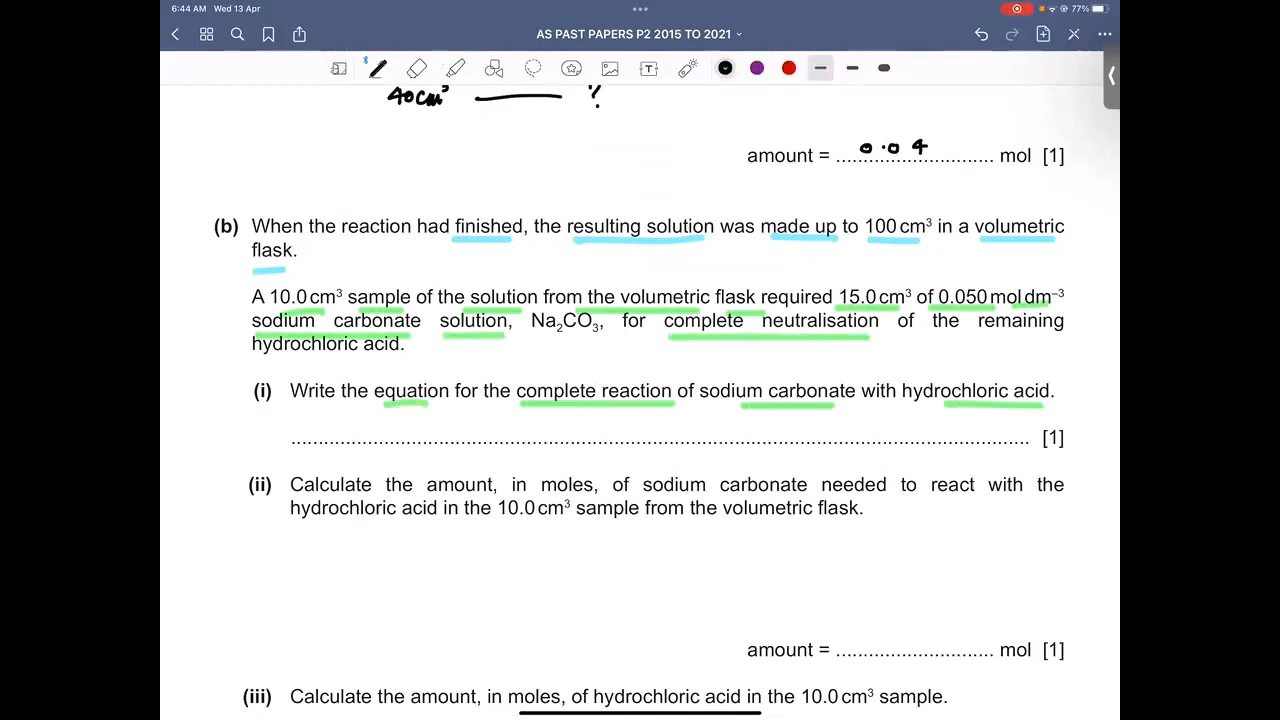 6:44 AM Wed 13 Apr 77%
AS PAST PAPERS P2 2015 TO 2021
40cm³ ?
amount = 0.04 mol [1]
(b) When the reaction had finished, the resulting solution was made up to 100 cm³ in a volumetric
flask.
A 10.0 cm³ sample of the solution from the volumetric flask required 15.0 cm³ of 0.050 mol dm⁻³
sodium carbonate solution, Na₂CO₃, for complete neutralisation of the remaining
hydrochloric acid.
(i) Write the equation for the complete reaction of sodium carbonate with hydrochloric acid.
.......................................................................................................................................... [1]
(ii) Calculate the amount, in moles, of sodium carbonate needed to react with the
hydrochloric acid in the 10.0 cm³ sample from the volumetric flask.
amount = ............................. mol [1]
(iii) Calculate the amount, in moles, of hydrochloric acid in the 10.0 cm³ sample.